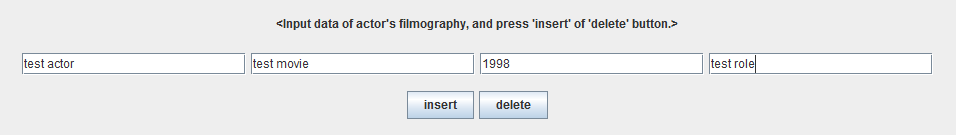 <Input data of actor's filmography, and press 'insert' of 'delete' button.>
test actor test movie 1998 test role
insert delete